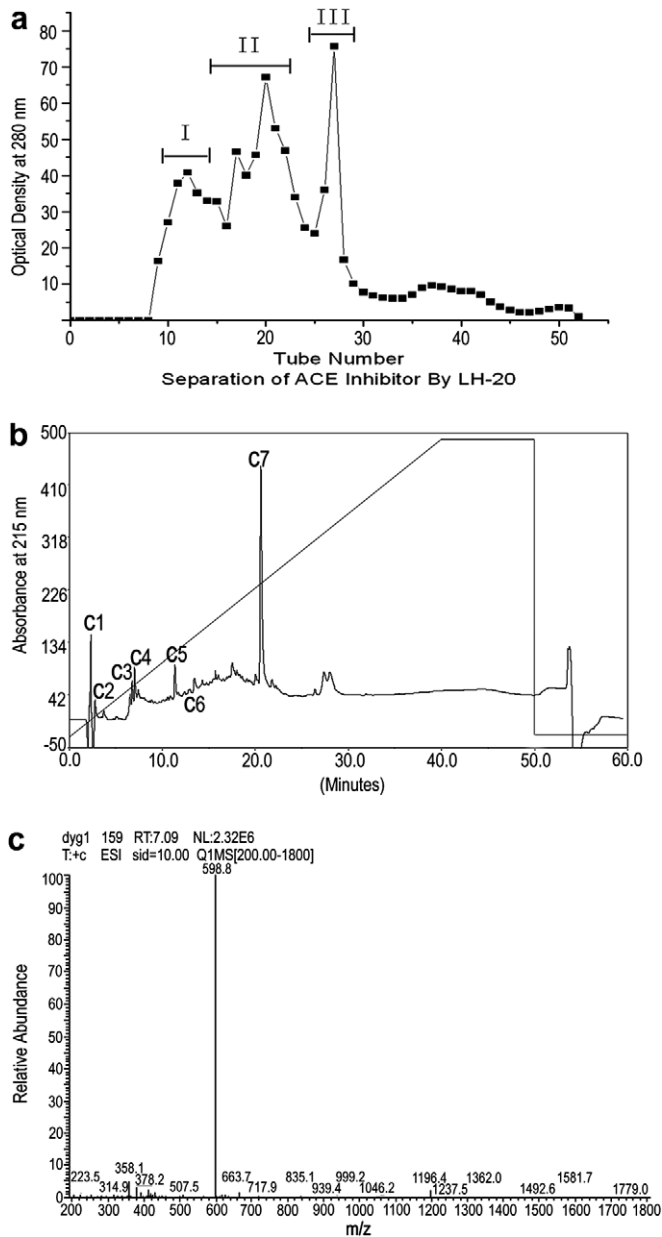 a
I II III
80
70
60
50
40
30
20
10
Optical Density at 280 nm
0 10 20 30 40 50
Tube Number
Separation of ACE Inhibitor By LH-20
b
500
410
318
226
134
42
-50
Absorbance at 215 nm
C1 C2 C3 C4 C5 C6 C7
0.0 10.0 20.0 30.0 40.0 50.0 60.0
(Minutes)
c
dyg1 159 RT:7.09 NL:2.32E6
T:+c ESI sid=10.00 Q1MS[200.00-1800]
598.8
100
90
80
70
60
50
40
30
20
10
0
Relative Abundance
223.5 314.9 358.1 378.2 507.5 663.7 717.9 835.1 939.4 999.2 1046.2 1196.4 1237.5 1362.0 1492.6 1581.7 1779.0
200 300 400 500 600 700 800 900 1000 1100 1200 1300 1400 1500 1600 1700 1800
m/z